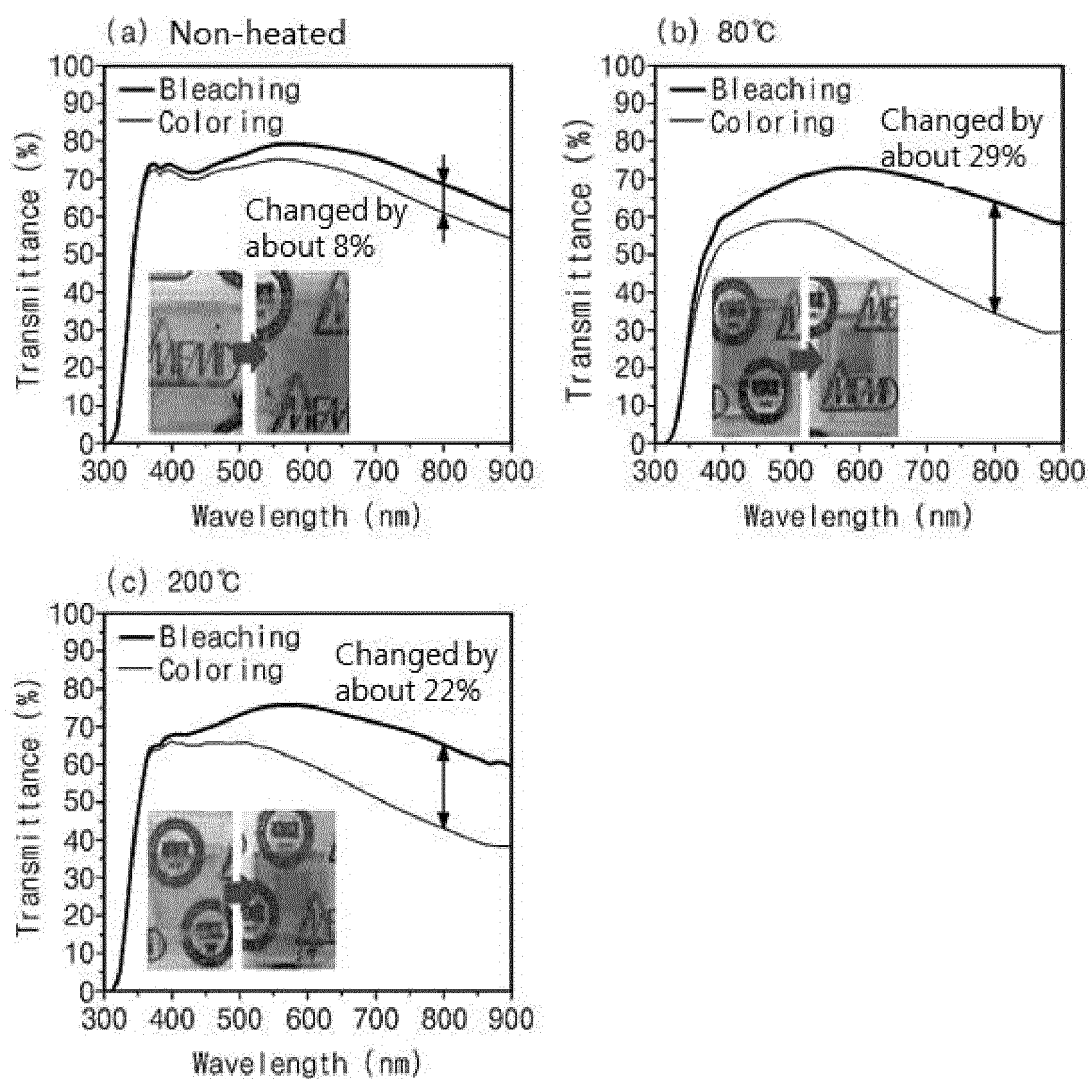 (a) Non-heated
Transmittance (%)
100
90
80
70
60
50
40
30
20
10
0
Bleaching
Coloring
Changed by
about 8%
MFMD
300 400 500 600 700 800 900
Wavelength (nm)
(b) 80℃
Transmittance (%)
100
90
80
70
60
50
40
30
20
10
0
Bleaching
Coloring
Changed by
about 29%
MFMD
300 400 500 600 700 800 900
Wavelength (nm)
(c) 200℃
Transmittance (%)
100
90
80
70
60
50
40
30
20
10
0
Bleaching
Coloring
Changed by
about 22%
300 400 500 600 700 800 900
Wavelength (nm)